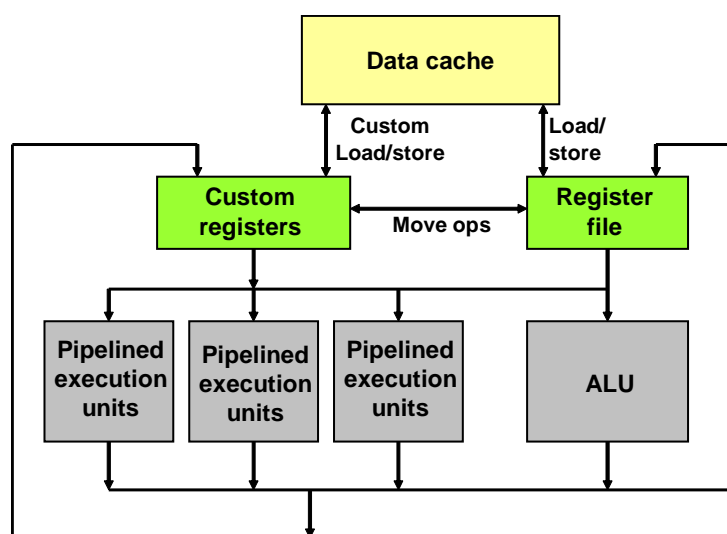 Data cache
Custom
Load/store
Load/
store
Custom
registers
Move ops
Register
file
Pipelined
execution
units
Pipelined
execution
units
Pipelined
execution
units
ALU